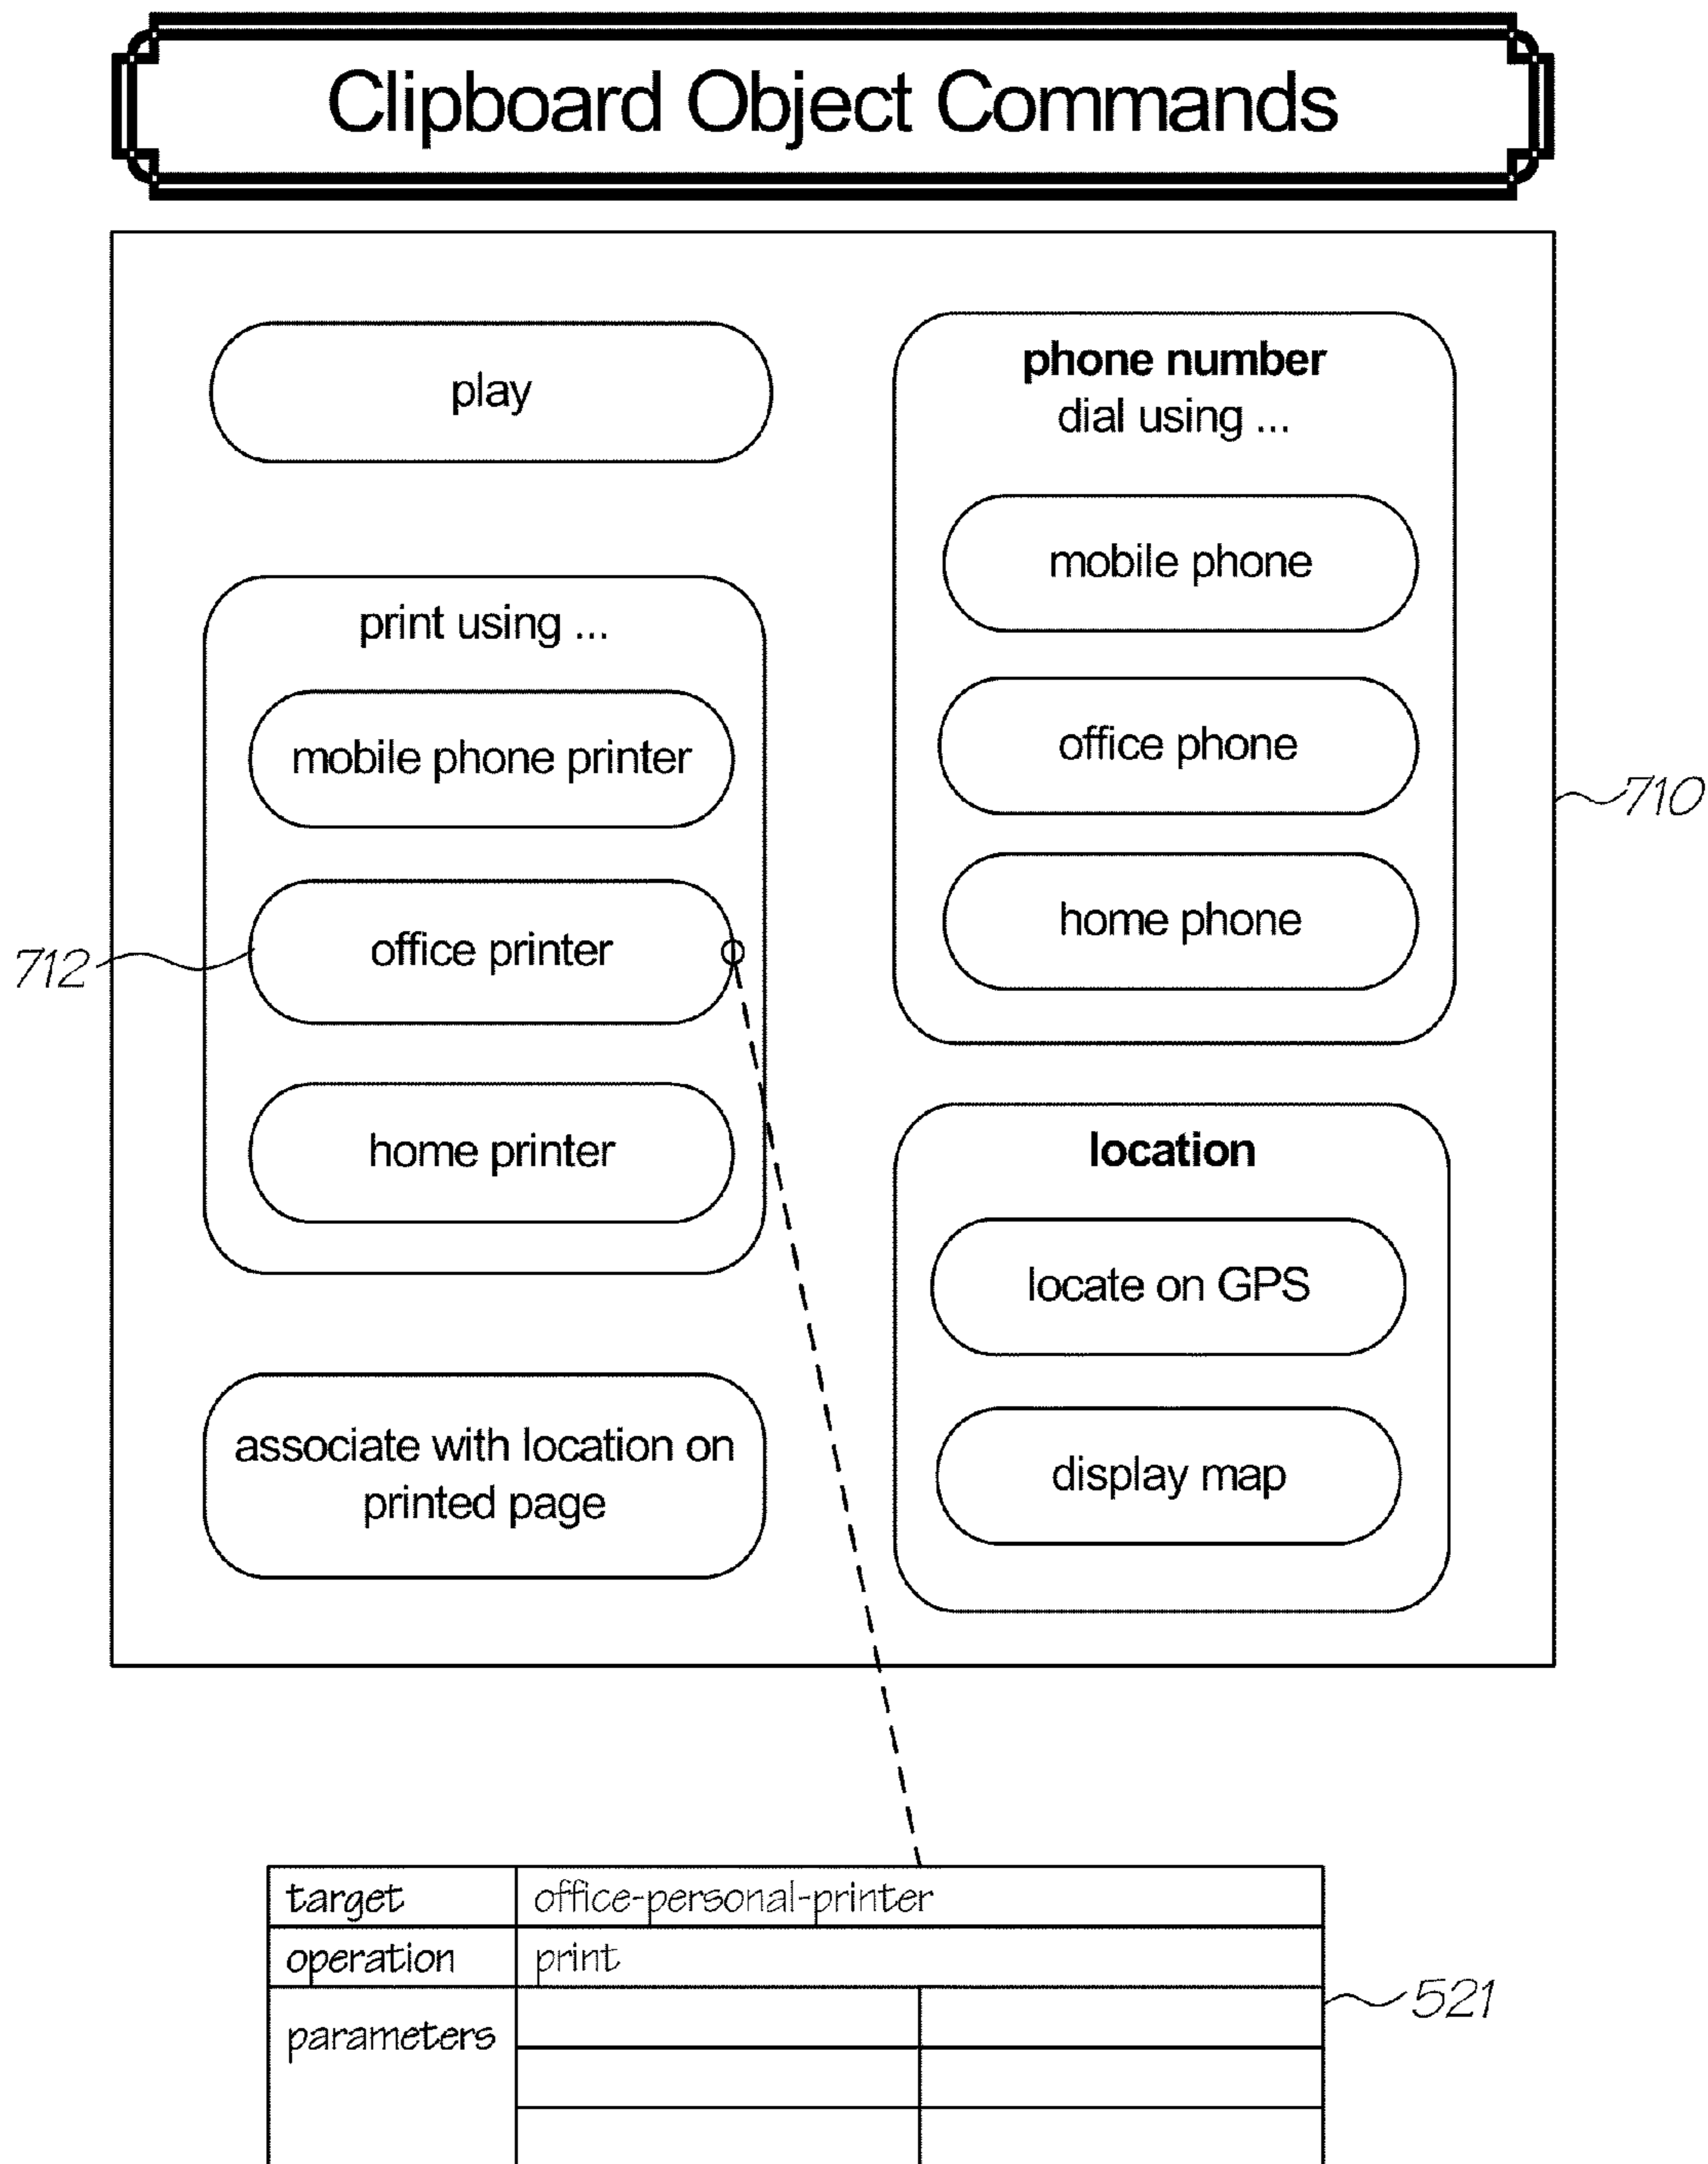 Clipboard Object Commands
play
print using ...
mobile phone printer
office printer
home printer
associate with location on
printed page
phone number
dial using ...
mobile phone
office phone
home phone
location
locate on GPS
display map
710
712
target office-personal-printer
operation print
parameters
521